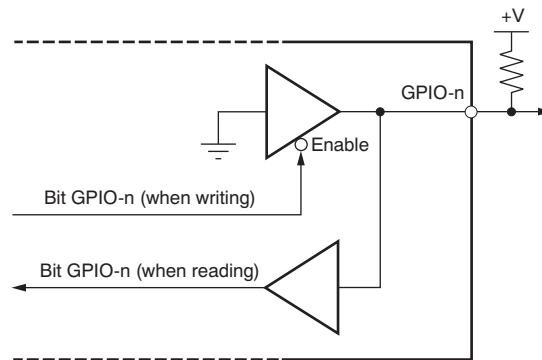 +V
GPIO-n
Enable
Bit GPIO-n (when writing)
Bit GPIO-n (when reading)